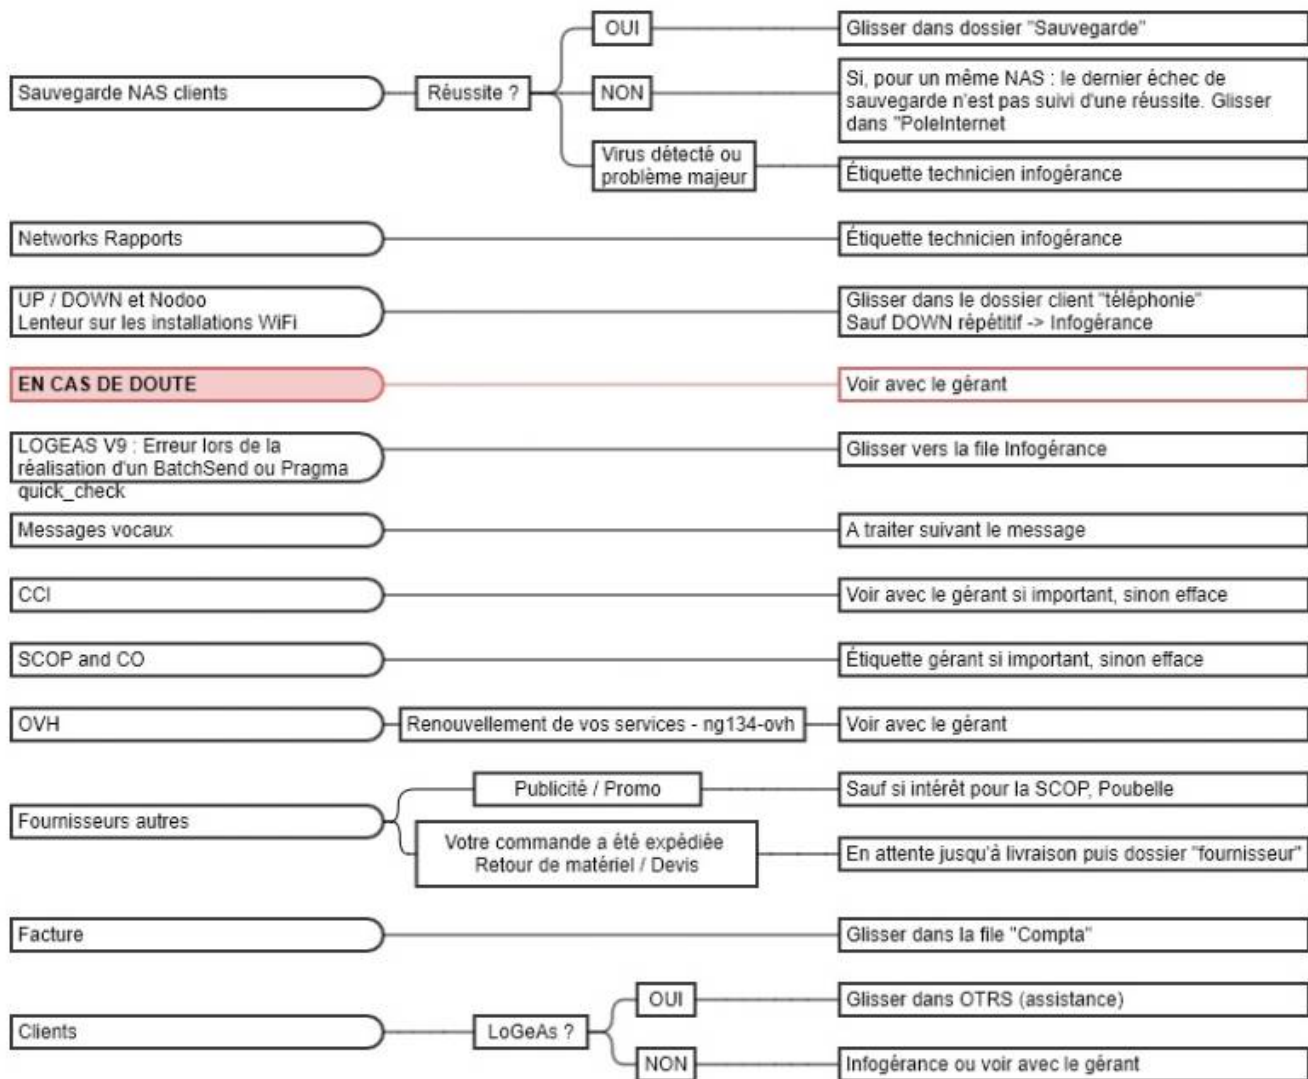 OUI
Glisser dans dossier "Sauvegarde"
Sauvegarde NAS clients
Réussite ?
NON
Si, pour un même NAS : le dernier échec de
sauvegarde n'est pas suivi d'une réussite. Glisser
dans "PoleInternet
Virus détecté ou
problème majeur
Étiquette technicien infogérance
Networks Rapports
Étiquette technicien infogérance
UP / DOWN et Nodoo
Lenteur sur les installations WiFi
Glisser dans le dossier client "téléphonie"
Sauf DOWN répétitif -> Infogérance
EN CAS DE DOUTE
Voir avec le gérant
LOGEAS V9 : Erreur lors de la
réalisation d'un BatchSend ou Pragma
quick_check
Glisser vers la file Infogérance
Messages vocaux
A traiter suivant le message
CCI
Voir avec le gérant si important, sinon efface
SCOP and CO
Étiquette gérant si important, sinon efface
OVH
Renouvellement de vos services - ng134-ovh
Voir avec le gérant
Fournisseurs autres
Publicité / Promo
Sauf si intérêt pour la SCOP, Poubelle
Votre commande a été expédiée
Retour de matériel / Devis
En attente jusqu'à livraison puis dossier "fournisseur"
Facture
Glisser dans la file "Compta"
Clients
LoGeAs ?
OUI
Glisser dans OTRS (assistance)
NON
Infogérance ou voir avec le gérant